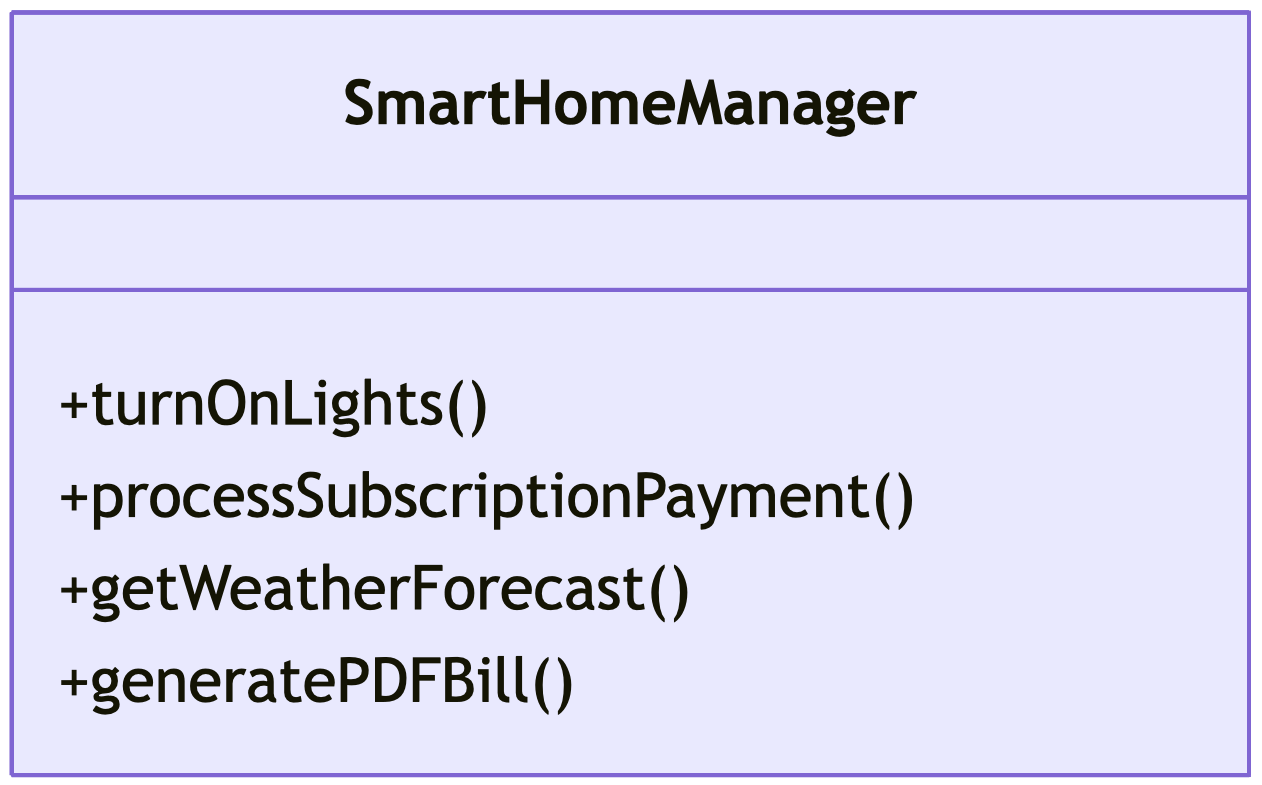 SmartHomeManager
+turnOnLights()
+processSubscriptionPayment()
+getWeatherForecast()
+generatePDFBill()